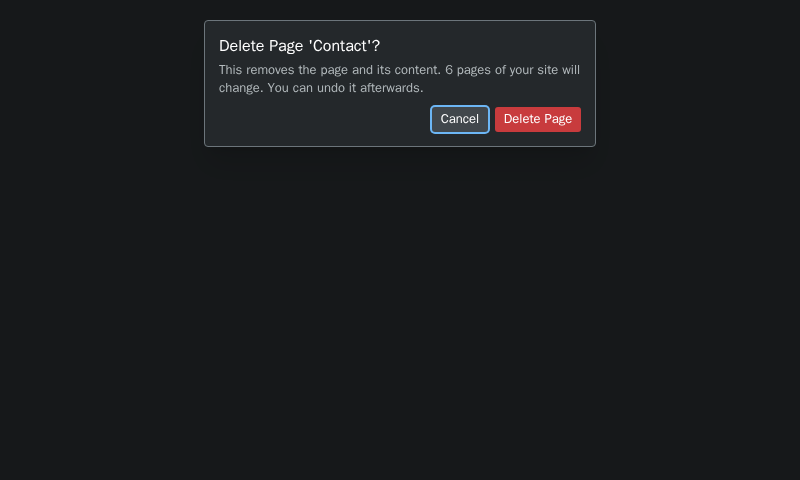 Delete Page 'Contact'?
This removes the page and its content. 6 pages of your site will
change. You can undo it afterwards.
Cancel
Delete Page